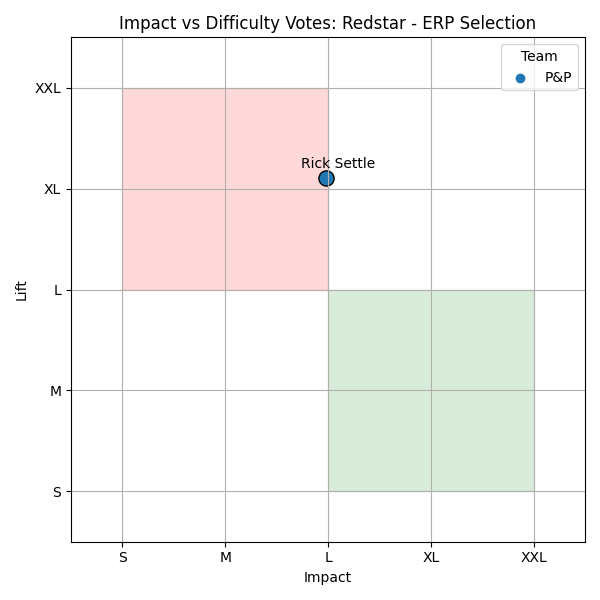 Impact vs Difficulty Votes: Redstar - ERP Selection
Team
P&P
XXL
Rick Settle
XL
L
Lift
M
S
S M L XL XXL
Impact